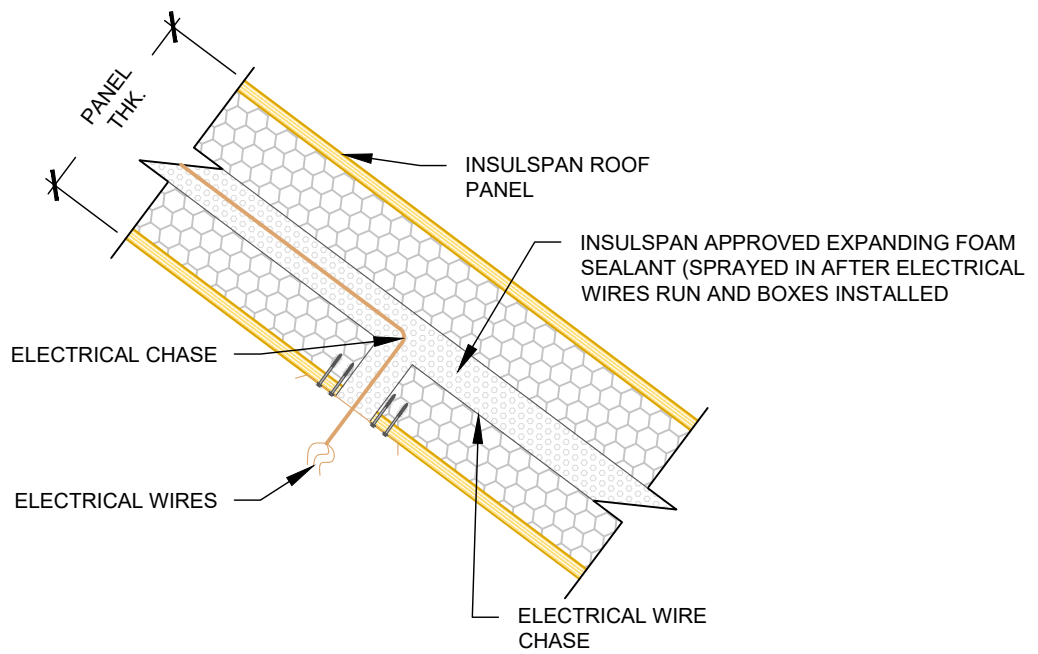 PANEL
THK.
INSULSPAN ROOF
PANEL
INSULSPAN APPROVED EXPANDING FOAM
SEALANT (SPRAYED IN AFTER ELECTRICAL
WIRES RUN AND BOXES INSTALLED
ELECTRICAL CHASE
ELECTRICAL WIRES
ELECTRICAL WIRE
CHASE